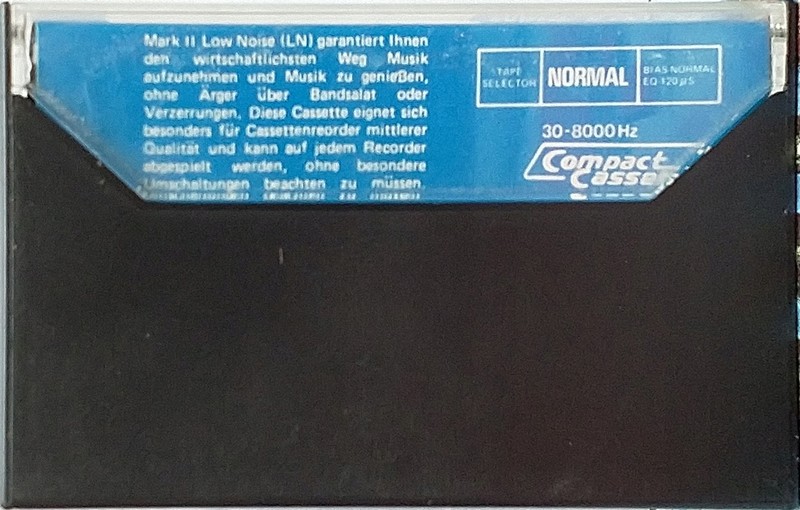 Mark II Low Noise (LN) garantiert Ihnen
den wirtschaftlichsten Weg Musik
aufzunehmen und Musik zu genießen,
ohne Ärger über Bandsalat oder
Verzerrungen. Diese Cassette eignet sich
besonders für Cassettenreorder mittlerer
Qualität und kann auf jedem Recorder
abgespielt werden, ohne besondere
Umschaltungen beachten zu müssen.
TAPE
SELECTOR
NORMAL
BIAS NORMAL
EQ 120 µS
30-8000 Hz
Compact
Casse